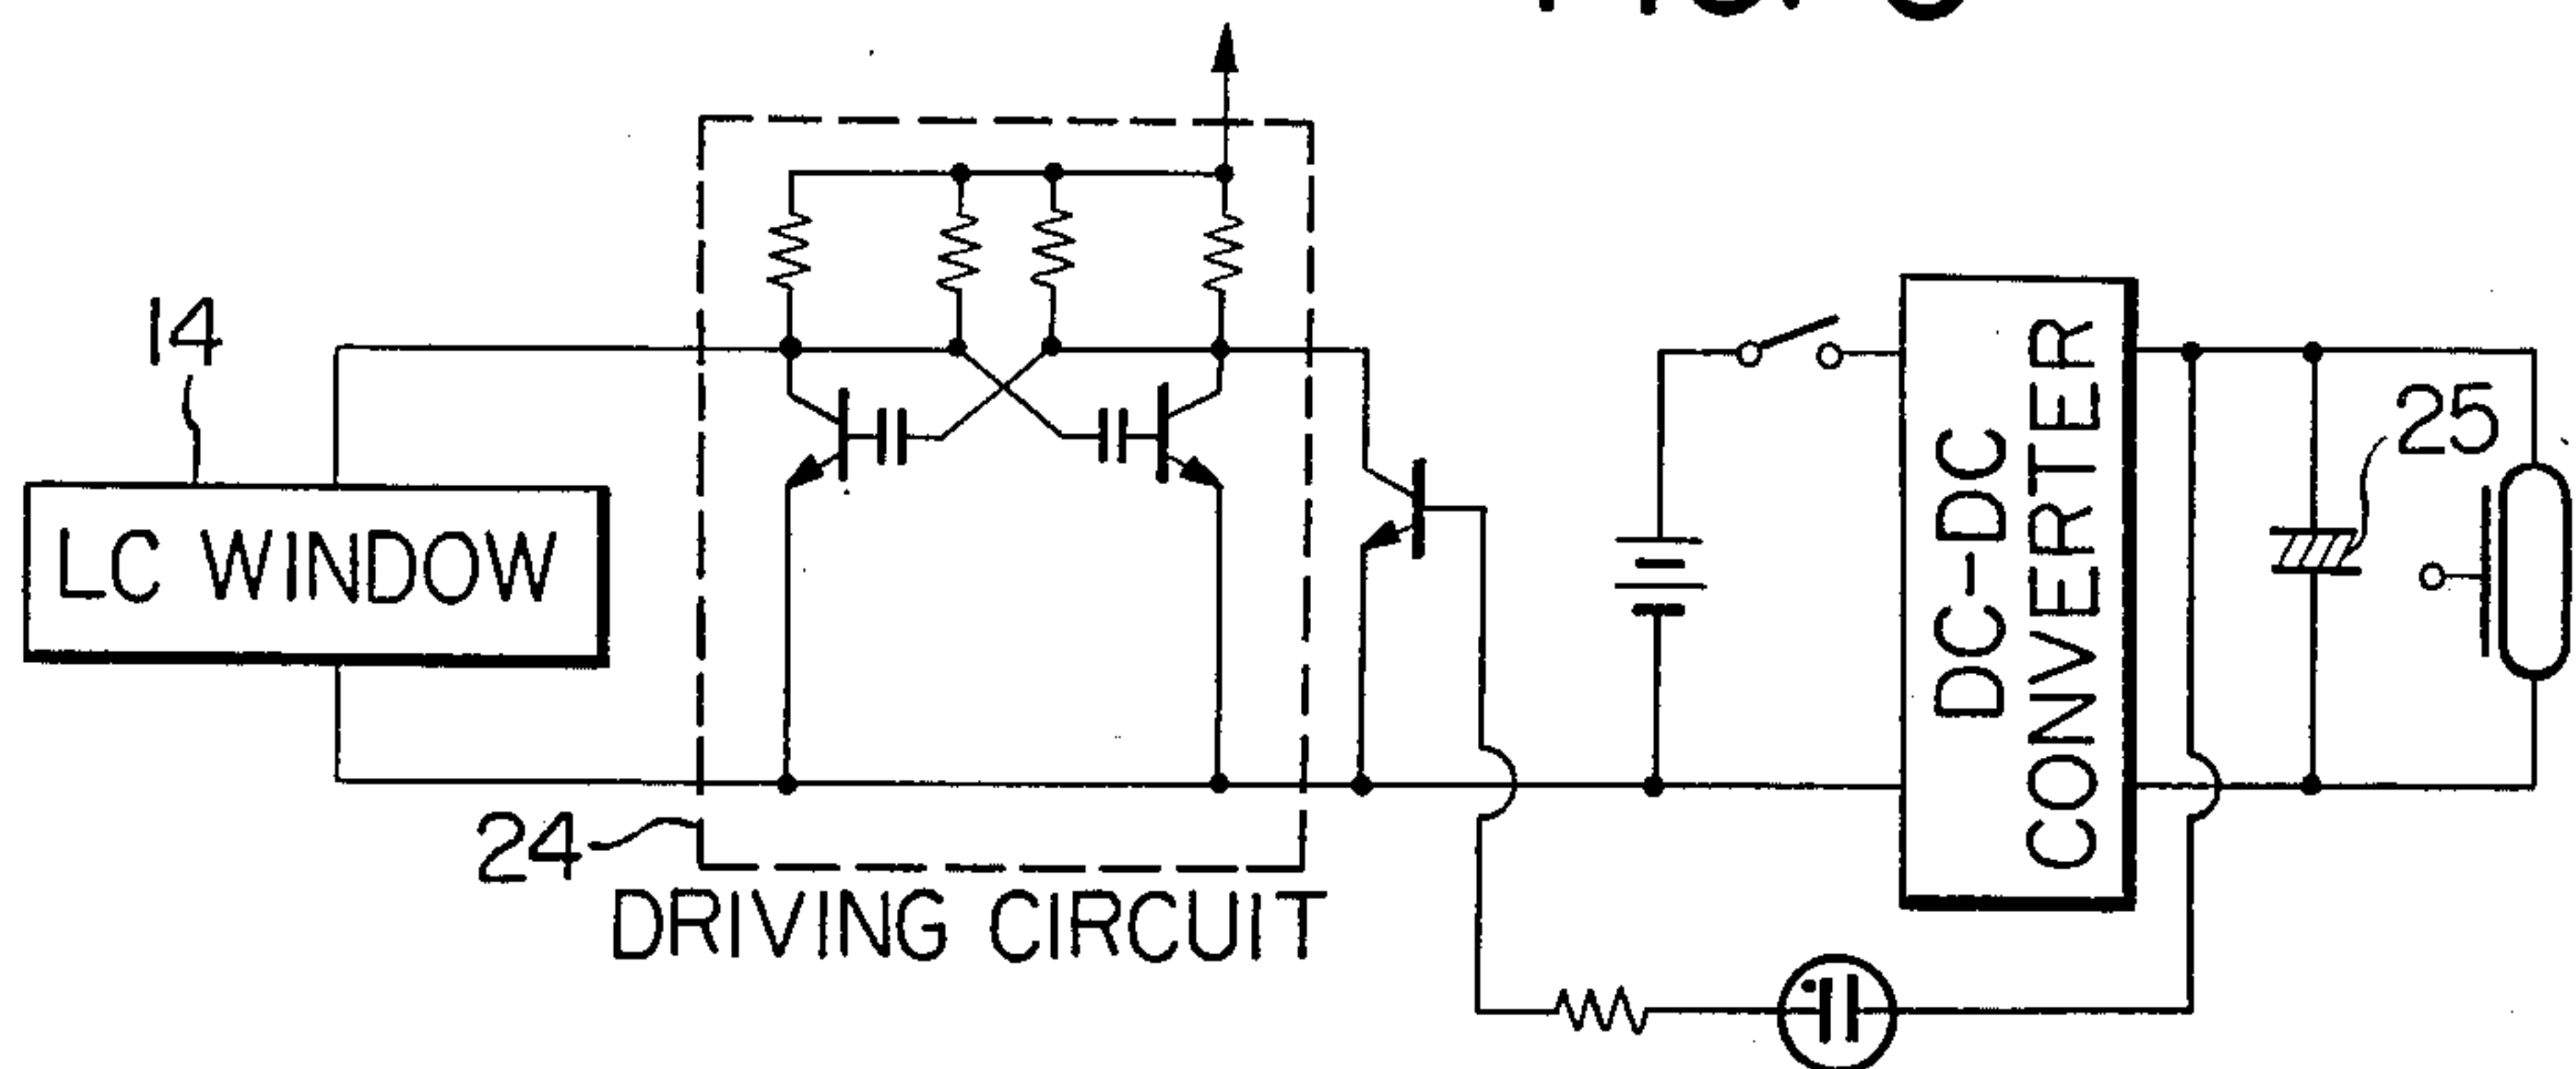 14
LC WINDOW
24
DRIVING CIRCUIT
DC-DC
CONVERTER
25